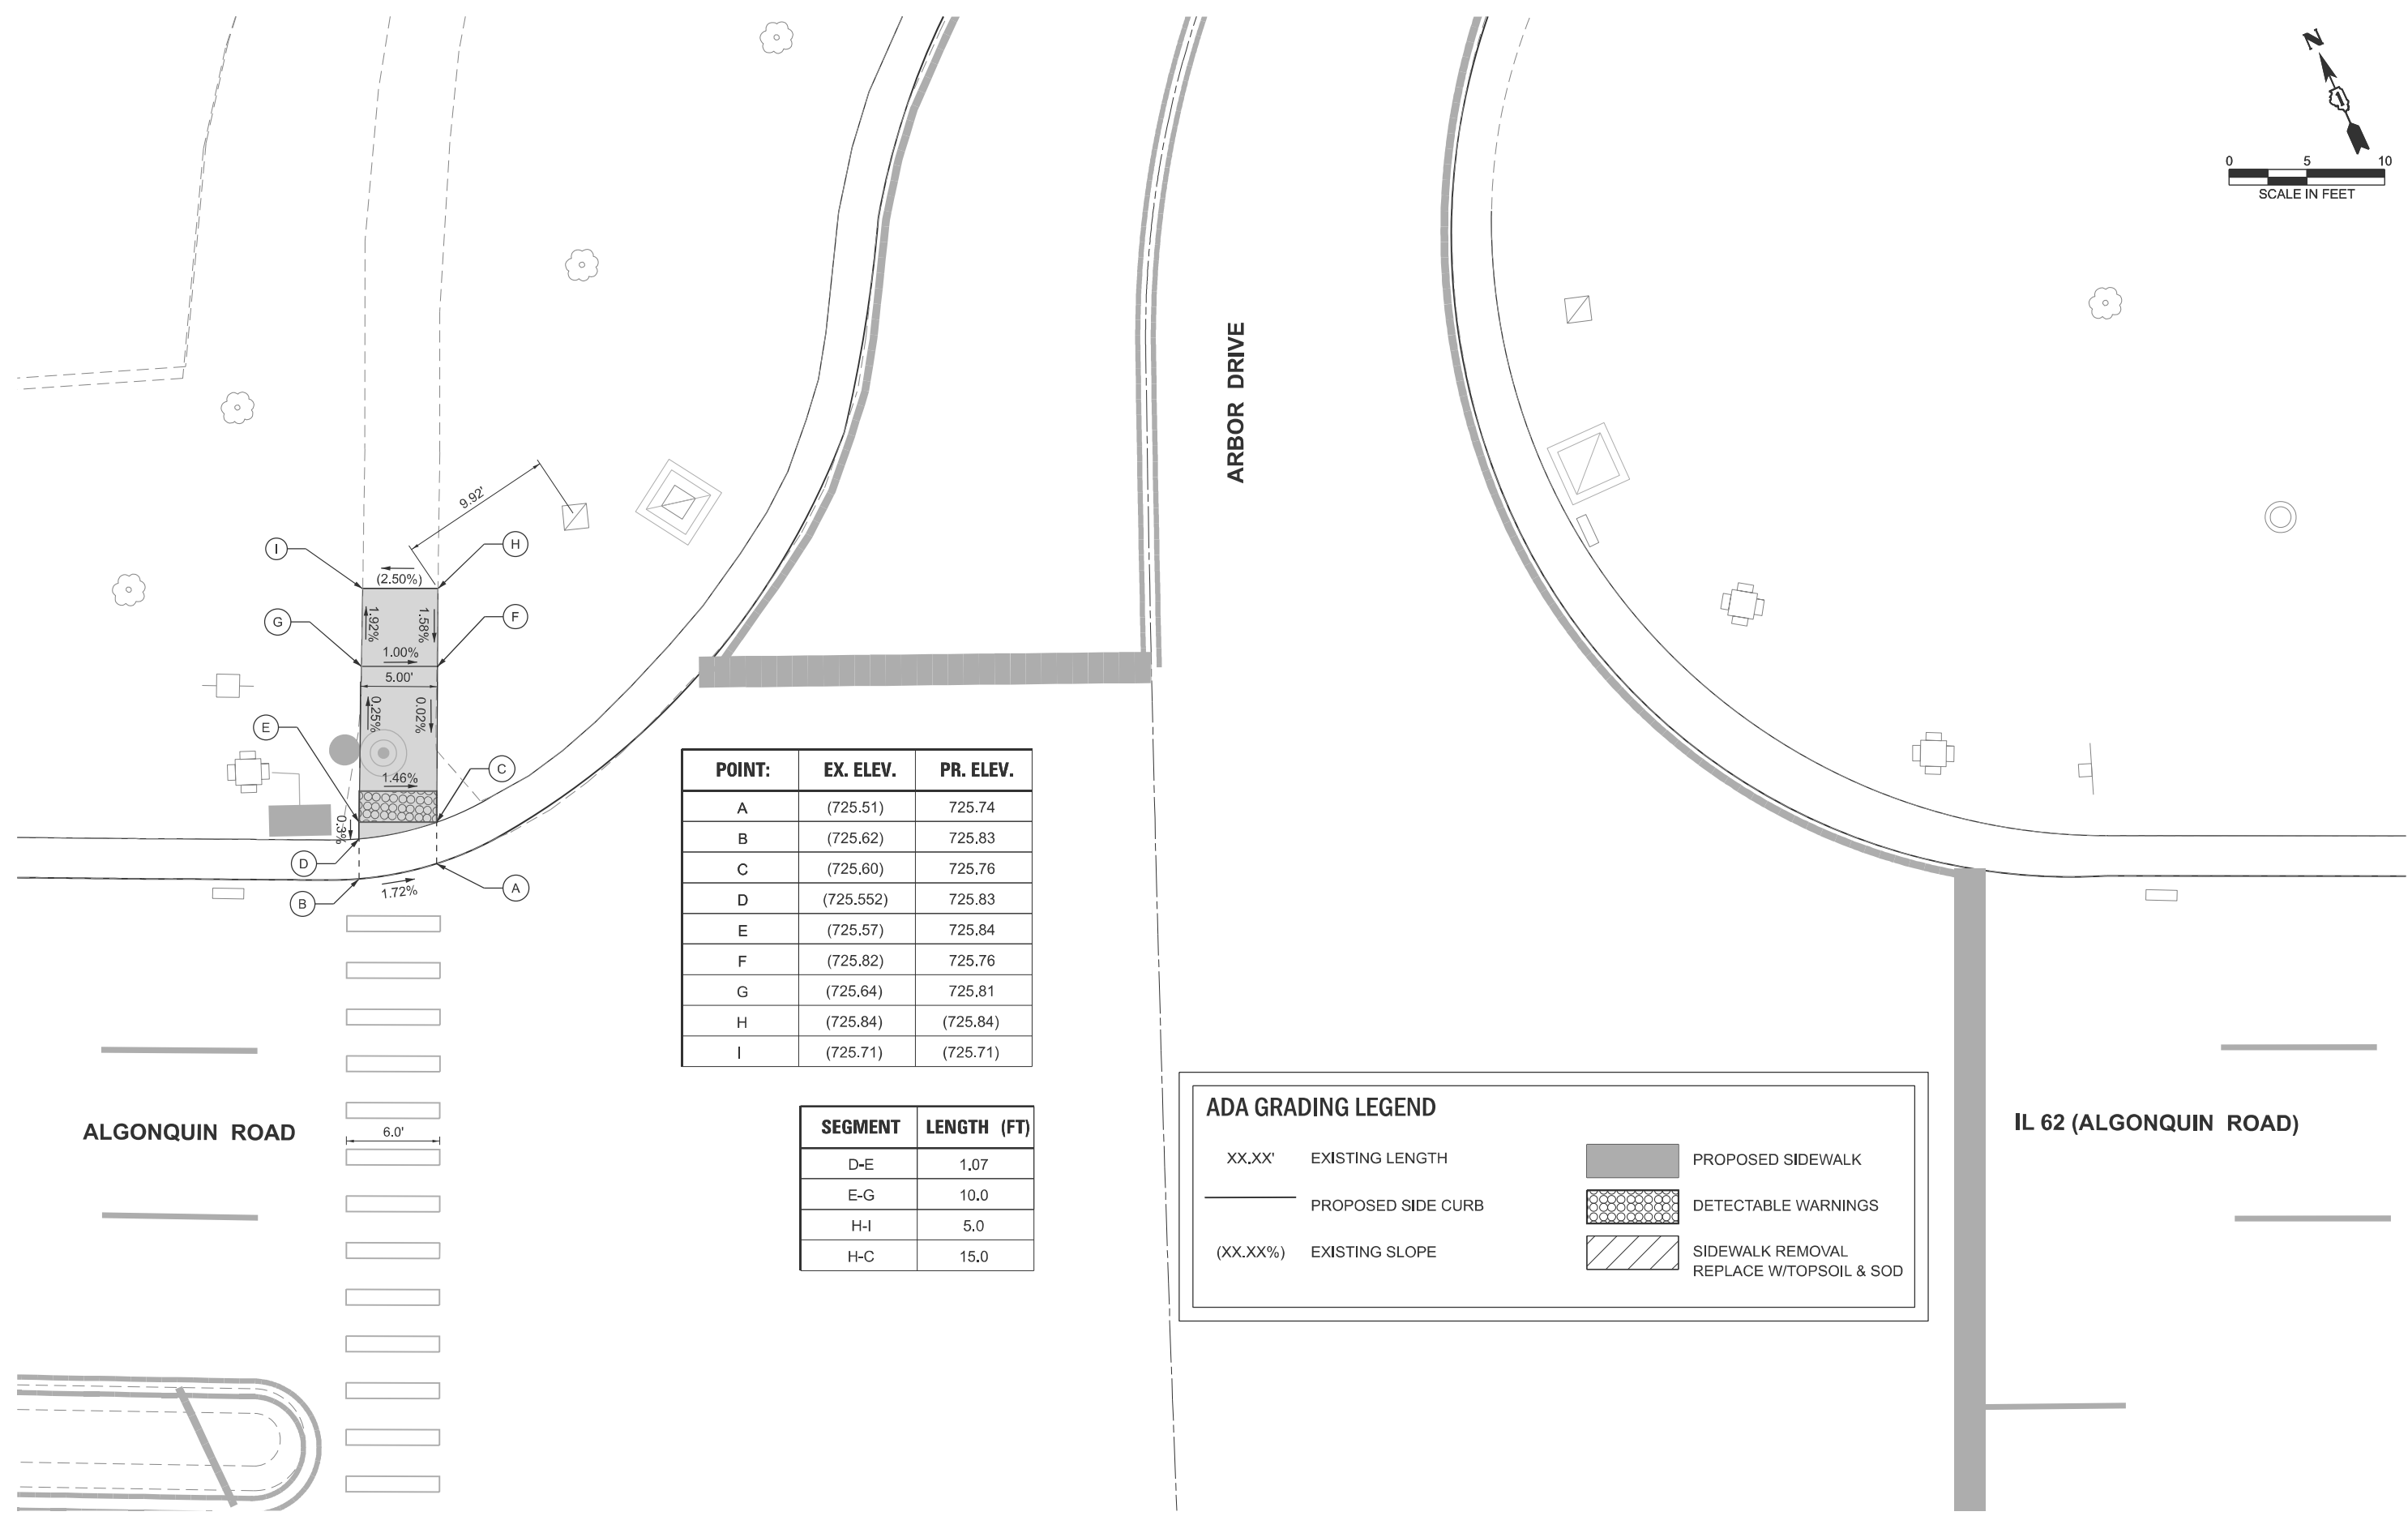 N
0 5 10
SCALE IN FEET
ARBOR DRIVE
9.92'
I
H
(2.50%)
1.92%
1.58%
G
F
1.00%
5.00'
0.25%
0.02%
E
C
1.46%
0.3%
D
B
A
1.72%
POINT: EX. ELEV. PR. ELEV.
A (725.51) 725.74
B (725.62) 725.83
C (725.60) 725.76
D (725.552) 725.83
E (725.57) 725.84
F (725.82) 725.76
G (725.64) 725.81
H (725.84) (725.84)
I (725.71) (725.71)
SEGMENT LENGTH (FT)
D-E 1.07
E-G 10.0
H-I 5.0
H-C 15.0
ALGONQUIN ROAD
6.0'
ADA GRADING LEGEND
XX.XX' EXISTING LENGTH
PROPOSED SIDE CURB
(XX.XX%) EXISTING SLOPE
PROPOSED SIDEWALK
DETECTABLE WARNINGS
SIDEWALK REMOVAL
REPLACE W/TOPSOIL & SOD
IL 62 (ALGONQUIN ROAD)